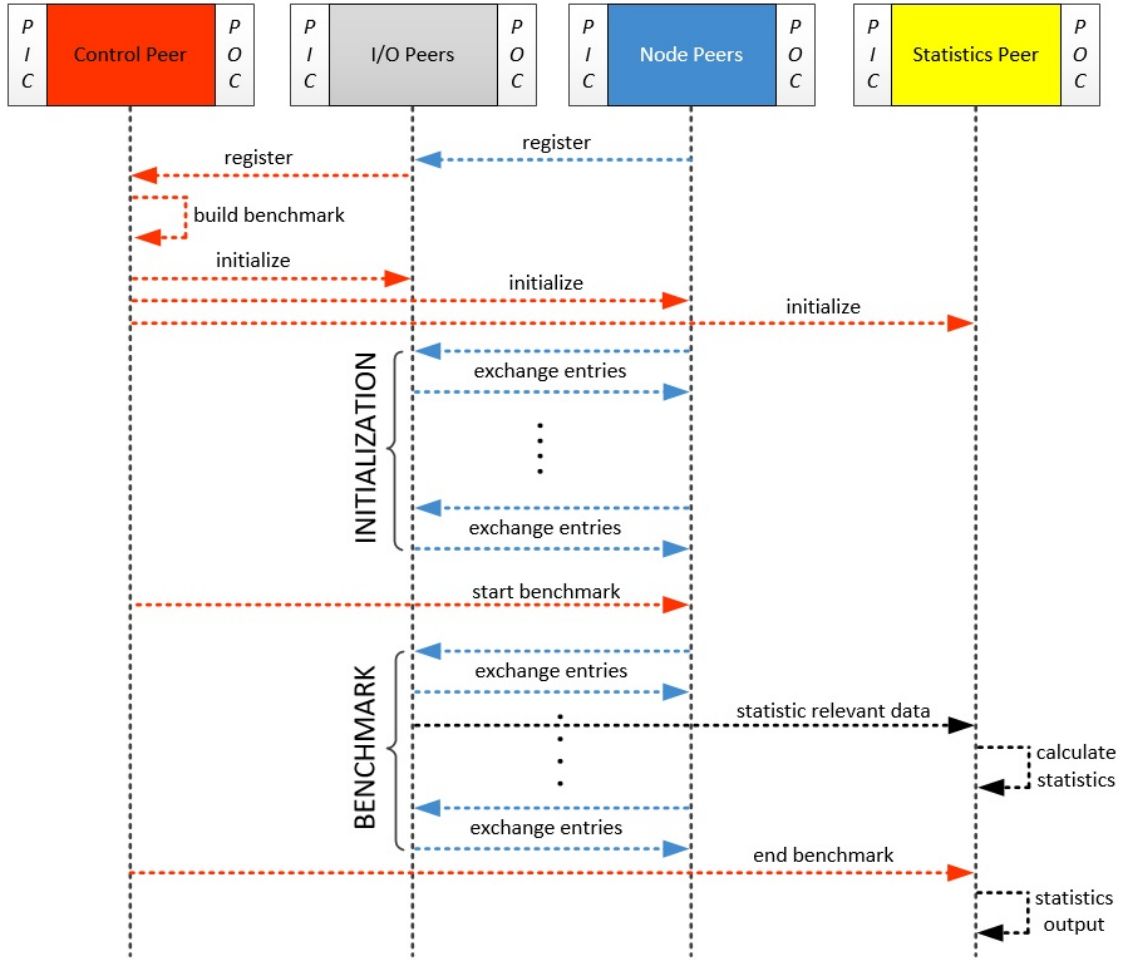 P
I
C
Control Peer
P
O
C
P
I
C
I/O Peers
P
O
C
P
I
C
Node Peers
P
O
C
P
I
C
Statistics Peer
P
O
C
register
register
build benchmark
initialize
initialize
initialize
INITIALIZATION
exchange entries
exchange entries
start benchmark
BENCHMARK
exchange entries
statistic relevant data
calculate
statistics
exchange entries
end benchmark
statistics
output